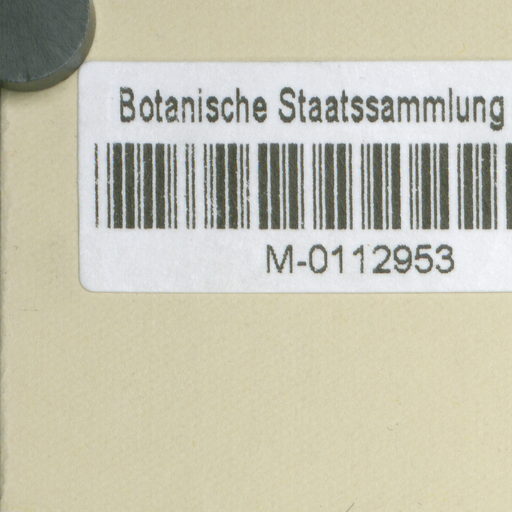 Botanische Staatssammlung
M-0112953